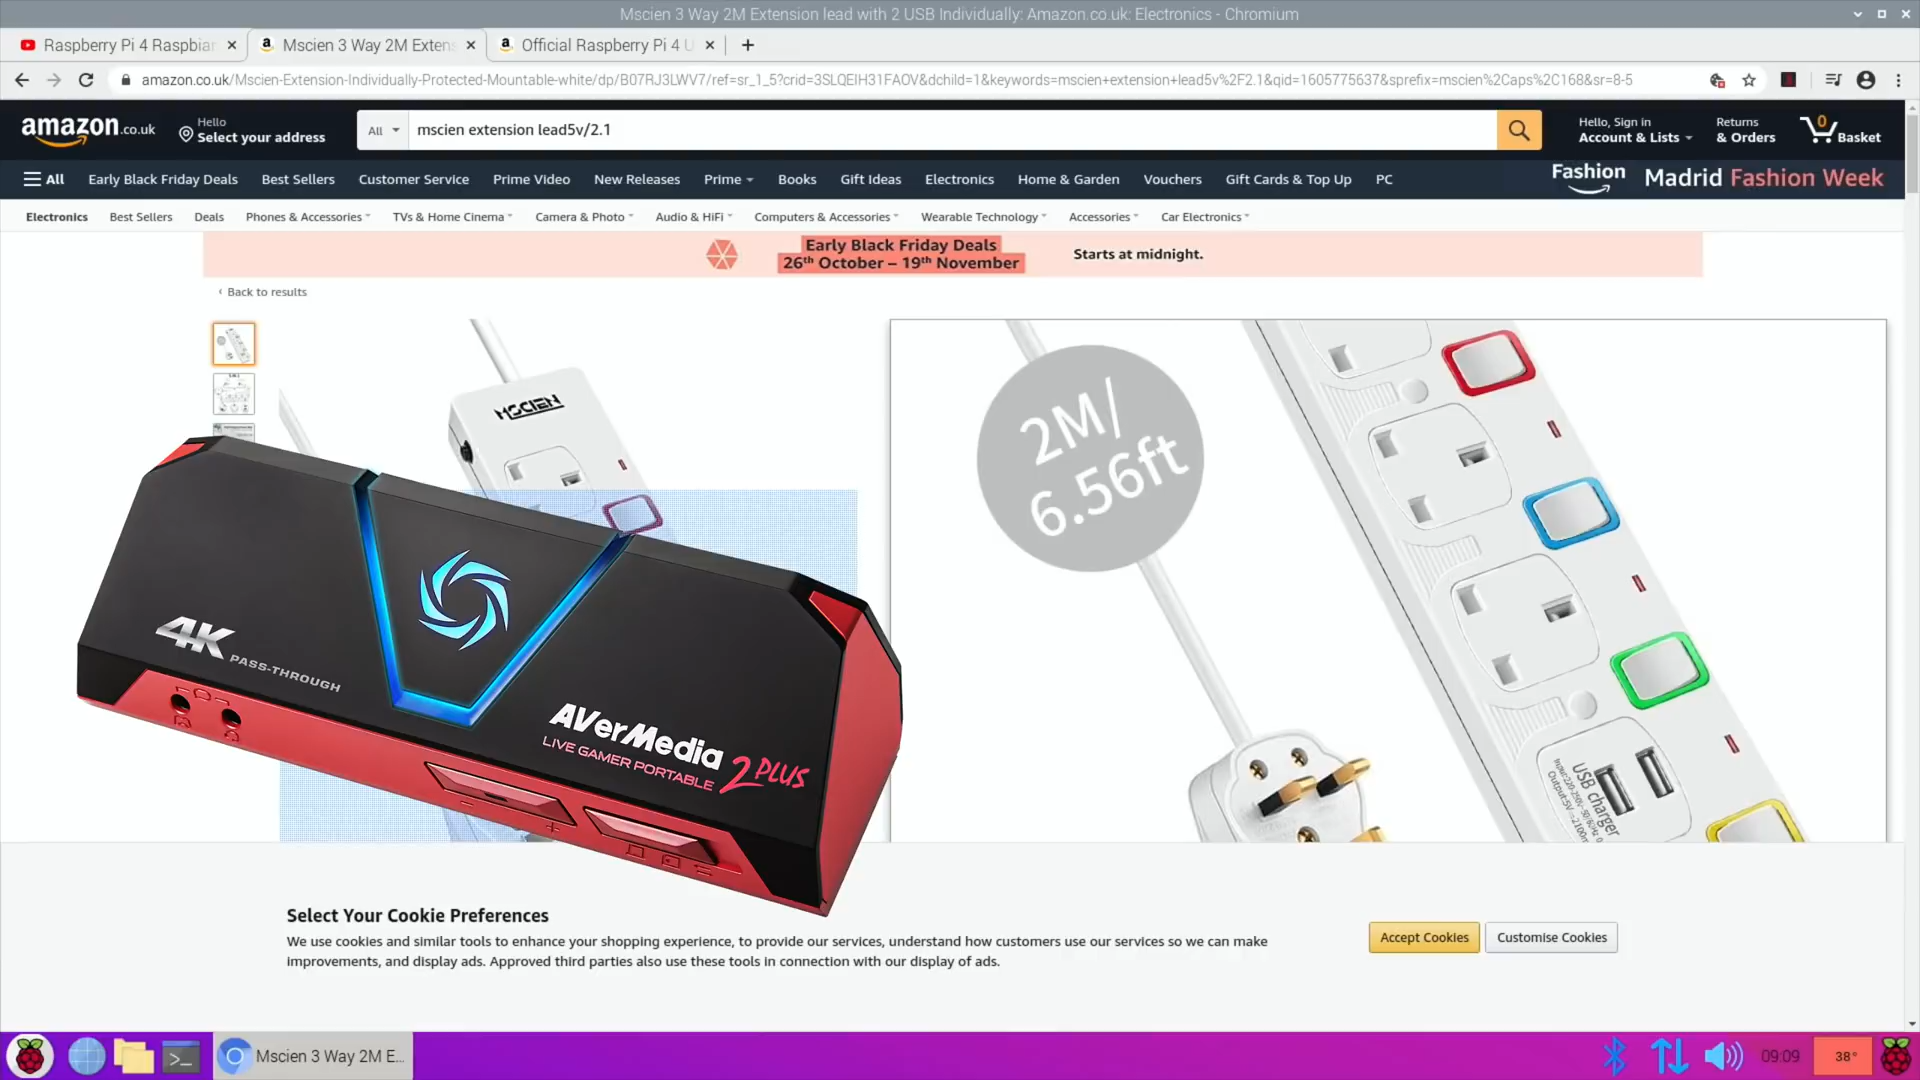 Mscien 3 Way 2M Extension lead with 2 USB Individually: Amazon.co.uk: Electronics - Chromium
Raspberry Pi 4 Raspbian
Mscien 3 Way 2M Extens
Official Raspberry Pi 4 U
amazon.co.uk/Mscien-Extension-Individually-Protected-Mountable-white/dp/B07RJ3LWV7/ref=sr_1_5?crid=3SLQEIH31FAOV&dchild=1&keywords=mscien+extension+lead5v%2F2.1&qid=1605775637&sprefix=mscien%2Caps%2C168&sr=8-5
amazon.co.uk
Hello
Select your address
All
mscien extension lead5v/2.1
Hello, Sign in
Account & Lists
Returns
& Orders
0
Basket
All
Early Black Friday Deals
Best Sellers
Customer Service
Prime Video
New Releases
Prime
Books
Gift Ideas
Electronics
Home & Garden
Vouchers
Gift Cards & Top Up
PC
Fashion
Madrid Fashion Week
Electronics
Best Sellers
Deals
Phones & Accessories
TVs & Home Cinema
Camera & Photo
Audio & HiFi
Computers & Accessories
Wearable Technology
Accessories
Car Electronics
Early Black Friday Deals
26th October – 19th November
Starts at midnight.
‹ Back to results
MSCIEN
2M/
6.56ft
4K PASS-THROUGH
AVerMedia
LIVE GAMER PORTABLE 2 PLUS
USB charger
Select Your Cookie Preferences
We use cookies and similar tools to enhance your shopping experience, to provide our services, understand how customers use our services so we can make
improvements, and display ads. Approved third parties also use these tools in connection with our display of ads.
Accept Cookies
Customise Cookies
Mscien 3 Way 2M E...
09:09
38°